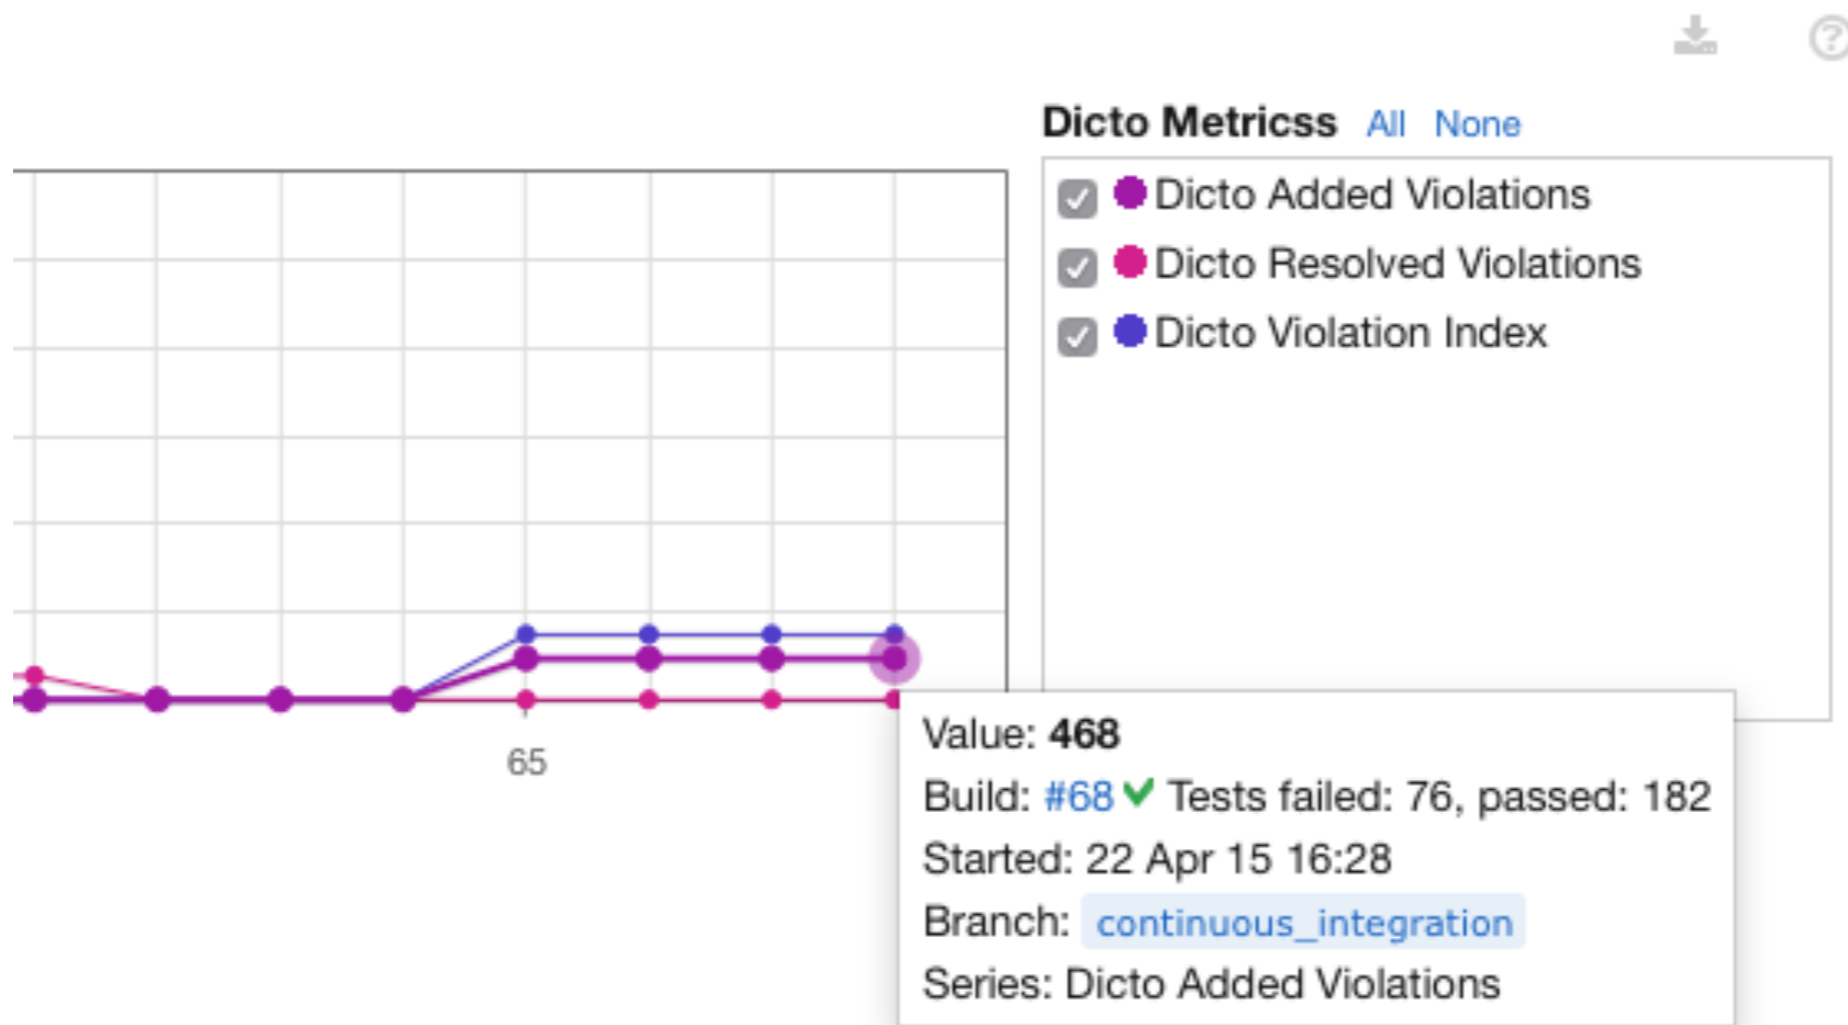 Dicto Metricss All None
Dicto Added Violations
Dicto Resolved Violations
Dicto Violation Index
65
Value: 468
Build: #68 Tests failed: 76, passed: 182
Started: 22 Apr 15 16:28
Branch: continuous_integration
Series: Dicto Added Violations